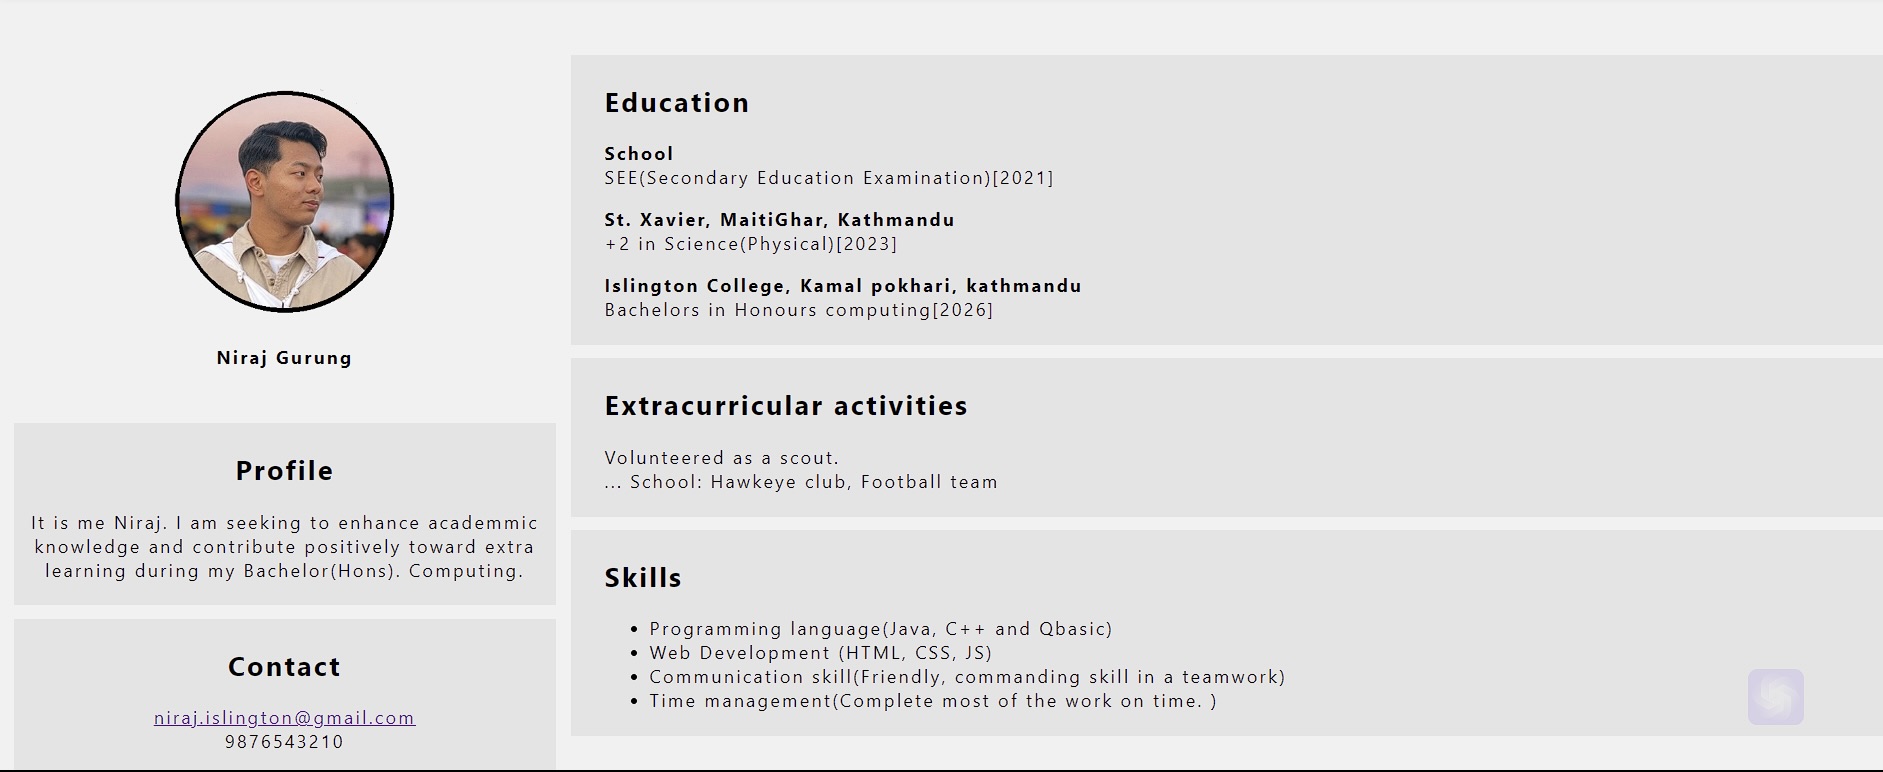 Niraj Gurung
Profile
It is me Niraj. I am seeking to enhance academmic
knowledge and contribute positively toward extra
learning during my Bachelor(Hons). Computing.
Contact
niraj.islington@gmail.com
9876543210
Education
School
SEE(Secondary Education Examination)[2021]
St. Xavier, MaitiGhar, Kathmandu
+2 in Science(Physical)[2023]
Islington College, Kamal pokhari, kathmandu
Bachelors in Honours computing[2026]
Extracurricular activities
Volunteered as a scout.
... School: Hawkeye club, Football team
Skills
• Programming language(Java, C++ and Qbasic)
• Web Development (HTML, CSS, JS)
• Communication skill(Friendly, commanding skill in a teamwork)
• Time management(Complete most of the work on time. )